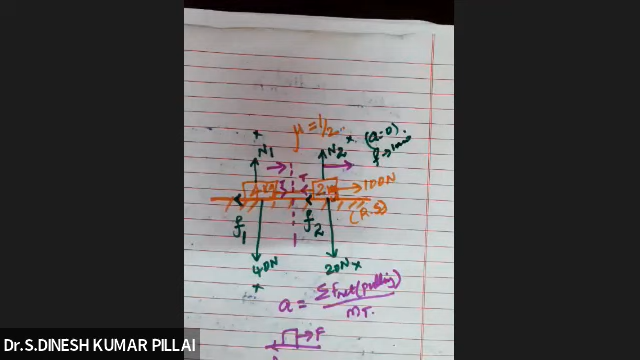 μ = 1/2
N1
N2
(a=0).
4kg
T
2kg
100N
(R.S)
f1
f2
40N
20N
a = ΣFnet(pulling)
MT.
F
Dr.S.DINESH KUMAR PILLAI